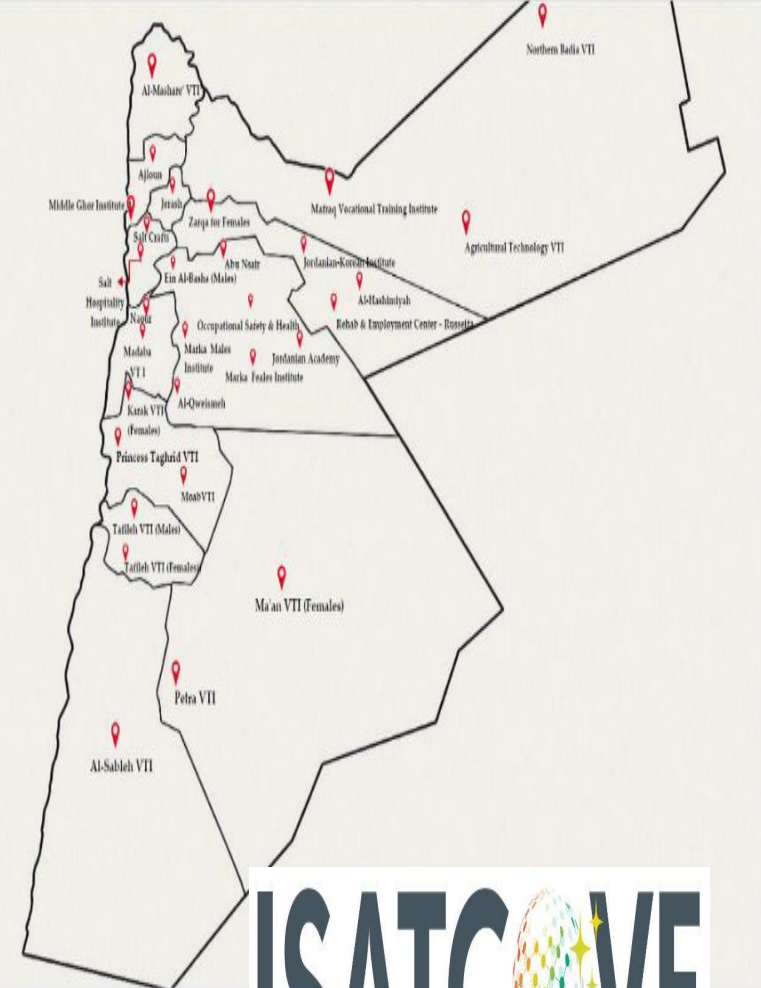 Northern Badia VTI
Al-Mashare' VTI
Ajloun
Middle Ghor Institute
Jerash
Zarqa for Females
Mafraq Vocational Training Institute
Agricultural Technology VTI
Salt Crafts
Abu Nsair
Jordanian-Korean Institute
Ein Al-Basha (Males)
Salt
Hospitality
Institute
Al-Hashimiyah
Naour
Occupational Safety & Health
Rehab & Employment Center - Russeifa
Madaba
VTI
Marka Males
Institute
Jordanian Academy
Marka Feales Institute
Al-Qweismeh
Karak VTI
(Females)
Princess Taghrid VTI
MoabVTI
Tafileh VTI (Males)
Tafileh VTI (Females)
Ma'an VTI (Females)
Petra VTI
Al-Sableh VTI